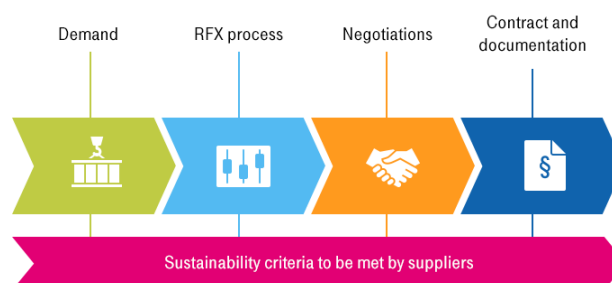 Demand
RFX process
Negotiations
Contract and
documentation
§
Sustainability criteria to be met by suppliers